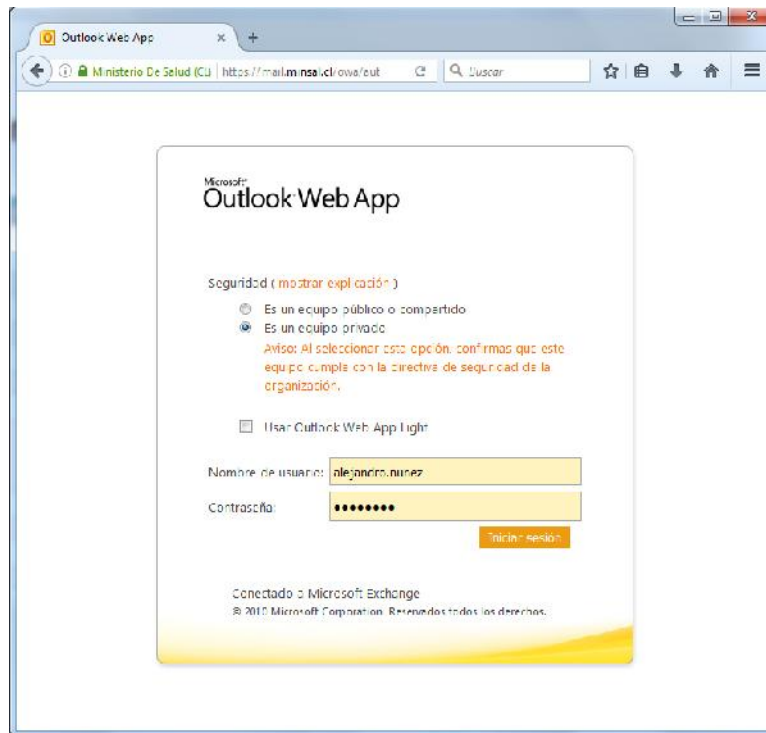 Outlook Web App
Ministerio De Salud (CL) https://mail.minsal.cl/owa/aut Buscar
Microsoft
Outlook Web App
Seguridad ( mostrar explicación )
Es un equipo público o compartido
Es un equipo privado
Aviso: Al seleccionar esta opción, confirmas que este
equipo cumple con la directiva de seguridad de la
organización.
Usar Outlook Web App Light
Nombre de usuario: alejandro.nunez
Contraseña: ••••••••
Iniciar sesión
Conectado a Microsoft Exchange
© 2010 Microsoft Corporation. Reservados todos los derechos.